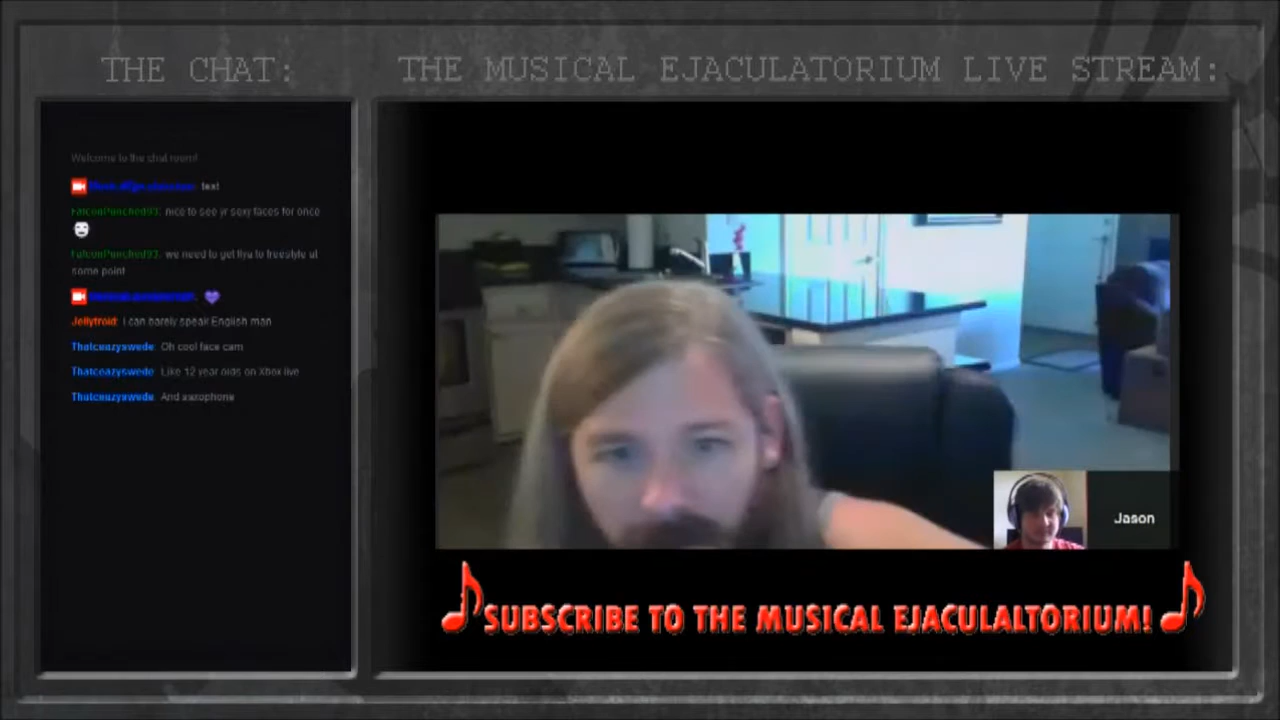 THE CHAT:
THE MUSICAL EJACULATORIUM LIVE STREAM:
Welcome to the chat room!
text
FalconPunched93: nice to see yr sexy faces for once
FalconPunched93: we need to get Ilya to freestyle at
some point
Jellytroid: I can barely speak English man
Thatcrazyswede: Oh cool face cam
Thatcrazyswede: Like 12 year olds on Xbox live
Thatcrazyswede: And saxophone
Jason
SUBSCRIBE TO THE MUSICAL EJACULALTORIUM!